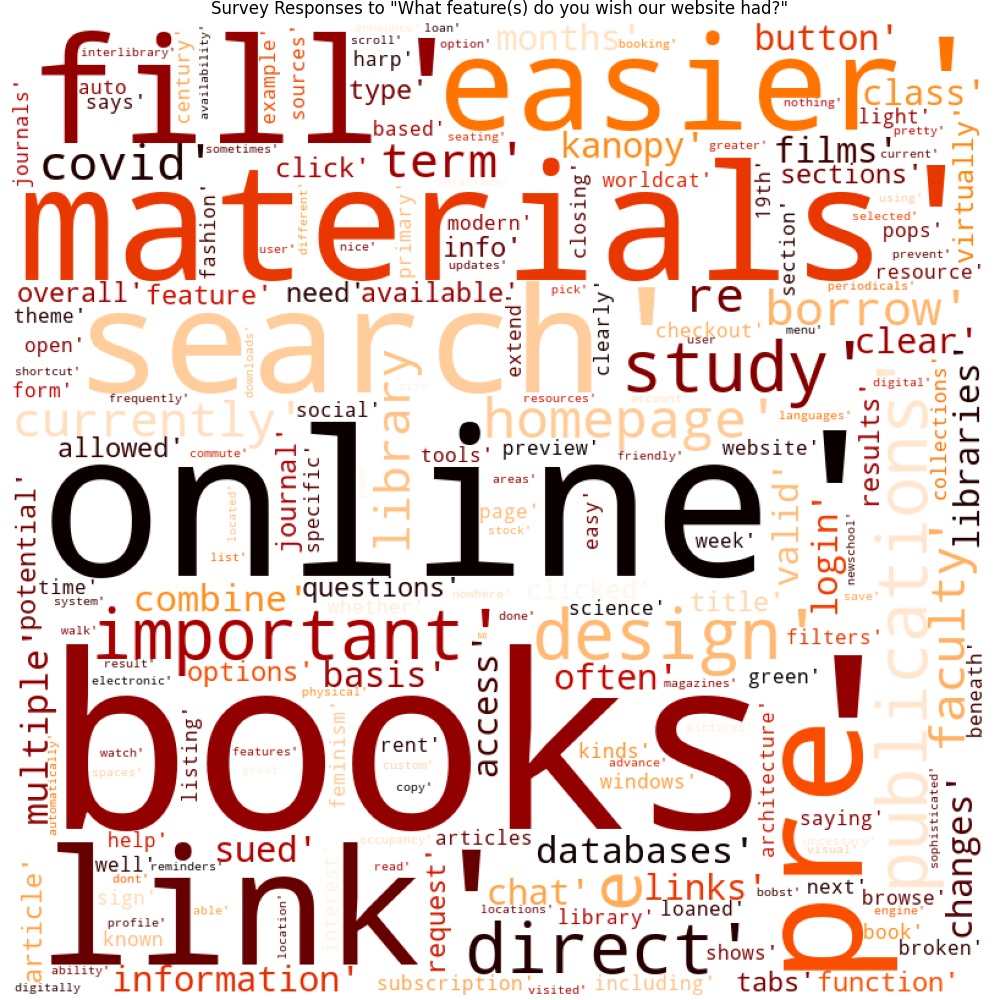 Survey Responses to "What feature(s) do you wish our website had?"
fill'
easier'
materials'
search'
online'
books'
link'
pre'
interlibrary'
century'
availability'
example'
sources'
announce'
loan'
scroll'
harp'
option'
months'
booking'
button'
auto
says'
type'
class'
nothing'
light'
journals'
based'
seating'
kanopy'
greater'
films'
pretty'
current'
covid'
sometimes'
click'
term'
worldcat'
sections'
virtually'
fashion'
different'
primary'
modern'
closing'
19th'
using'
selected'
pops'
user'
nice'
info'
updates'
section'
prevent'
resource'
overall'
feature'
need'
available'
pick'
re
periodicals'
borrow'
theme'
extend
clearly'
checkout'
user
menu'
open'
downloads'
study'
clear'
shortcut'
form'
site'
digital'
frequently'
resources'
account
currently'
social'
library
homepage'
languages'
results'
collections'
libraries
allowed'
commute'
journal'
specific'
tools'
preview'
friendly'
website'
publications'
potential'
located'
areas'
page'
stock'
easy'
week'
valid'
login'
newschool'
list'
time'
system'
questions'
nowhere'
clicked'
save'
combine'
whether'
science'
title'
faculty'
walk'
important'
done'
design'
filters'
result'
electronic'
options'
basis'
access'
often'
magazines'
green'
beneath'
multiple'
physical'
pictures'
watch'
spaces'
listing'
features'
great'
feminism'
rent'
custom'
copy'
kinds'
advance'
windows'
architecture'
automatically'
saying'
sophisticated'
changes'
help'
sued'
occupancy'
articles
databases'
uncessary
visual'
well'
reminders'
dont'
sign'
read'
request'
chat'
e
links'
bobst'
next'
browse'
article'
able'
profile'
known
location'
interest'
locations'
library'
loaned'
engine'
book'
direct'
shows'
broken'
ability'
digitally
information'
subscription'
visited'
including'
tabs'
function'